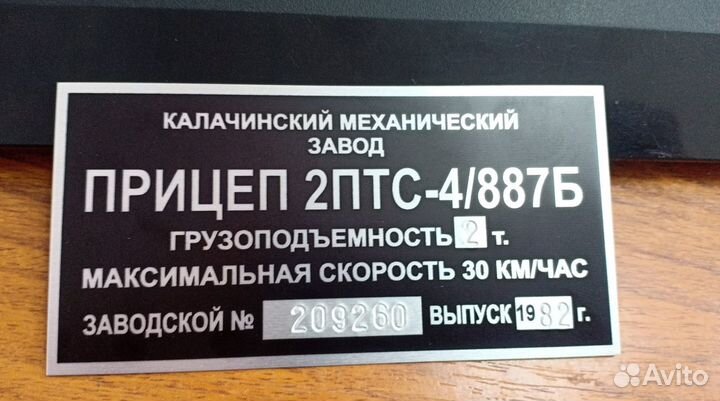 КАЛАЧИНСКИЙ МЕХАНИЧЕСКИЙ
ЗАВОД
ПРИЦЕП 2ПТС-4/887Б
ГРУЗОПОДЪЕМНОСТЬ 2 т.
МАКСИМАЛЬНАЯ СКОРОСТЬ 30 КМ/ЧАС
ЗАВОДСКОЙ № 209260 ВЫПУСК 1982 г.
Avito